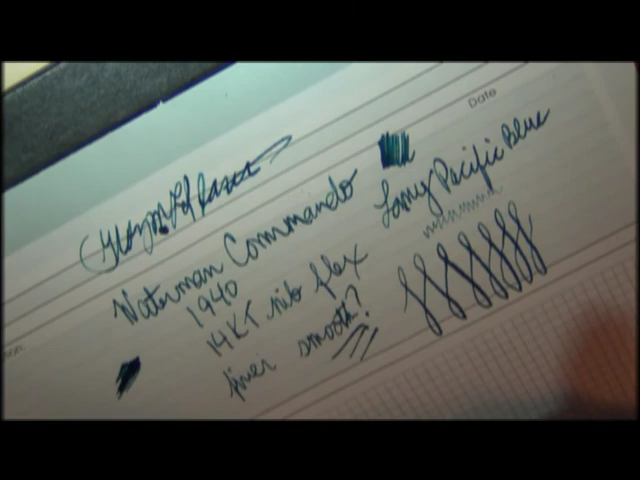 Date
Waterman Commando
Lamy Pacific Blue
1940
14KT nib flex
finer smooth?